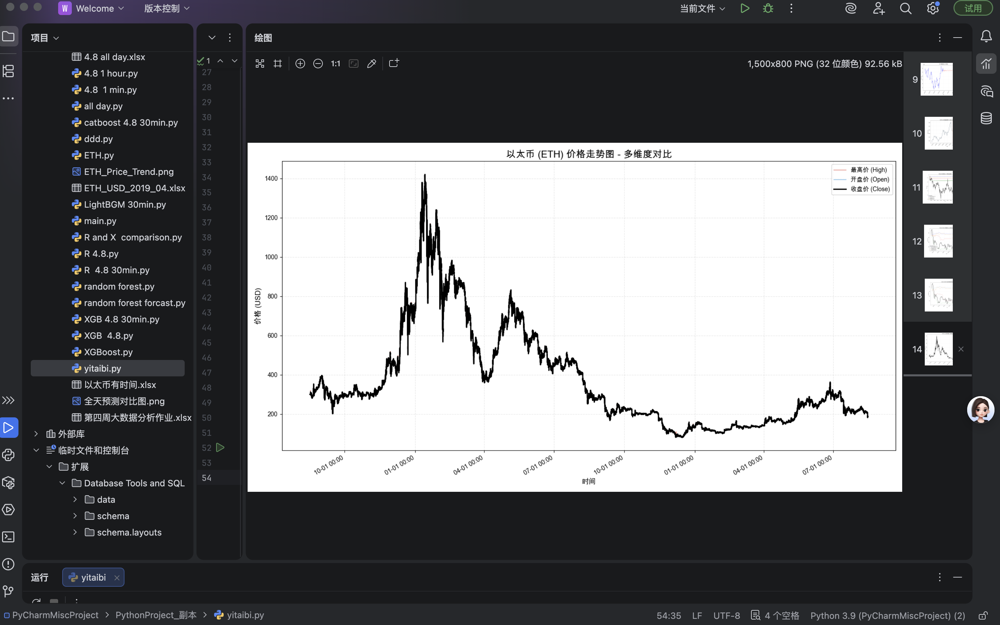 W Welcome 版本控制 当前文件 试用
项目
4.8 all day.xlsx
4.8 1 hour.py
4.8  1 min.py
all day.py
catboost 4.8 30min.py
ddd.py
ETH.py
ETH_Price_Trend.png
ETH_USD_2019_04.xlsx
LightBGM 30min.py
main.py
R and X  comparison.py
R 4.8.py
R  4.8 30min.py
random forest.py
random forest forcast.py
XGB 4.8 30min.py
XGB  4.8.py
XGBoost.py
yitaibi.py
以太币有时间.xlsx
全天预测对比图.png
第四周大数据分析作业.xlsx
外部库
临时文件和控制台
扩展
Database Tools and SQL
data
schema
schema.layouts
1
27
28
29
30
31
32
33
34
35
36
37
38
39
40
41
42
43
44
45
46
47
48
49
50
51
52
53
54
绘图
1:1 1,500x800 PNG (32 位颜色) 92.56 kB
以太币 (ETH) 价格走势图 - 多维度对比
最高价 (High)
开盘价 (Open)
收盘价 (Close)
价格 (USD)
1400
1200
1000
800
600
400
200
10-01 00:00 01-01 00:00 04-01 00:00 07-01 00:00 10-01 00:00 01-01 00:00 04-01 00:00 07-01 00:00
时间
9
10
11
12
13
14
运行 yitaibi
PyCharmMiscProject PythonProject_副本 yitaibi.py 54:35 LF UTF-8 4 个空格 Python 3.9 (PyCharmMiscProject) (2)